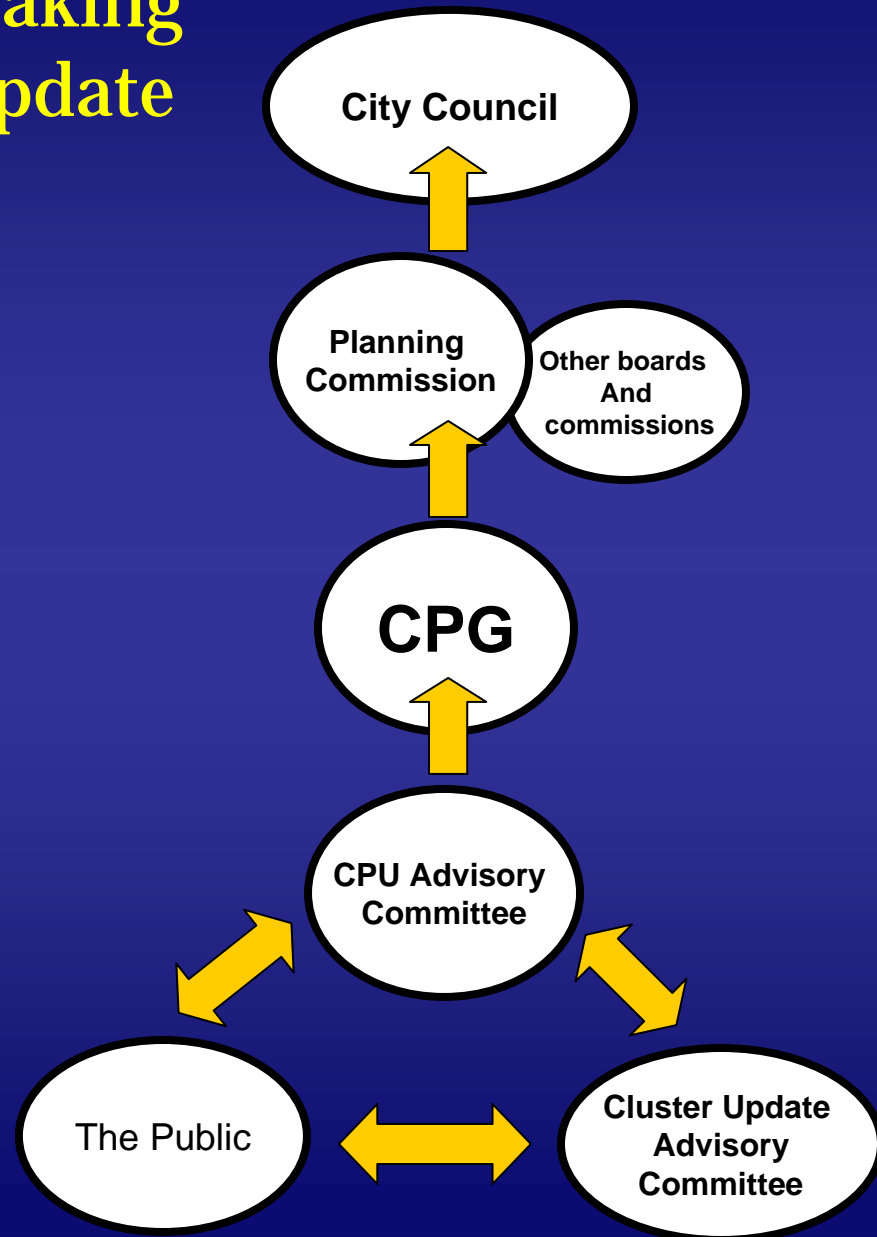 pdate
City Council
Planning
Commission
Other boards
And
commissions
CPG
CPU Advisory
Committee
The Public
Cluster Update
Advisory
Committee